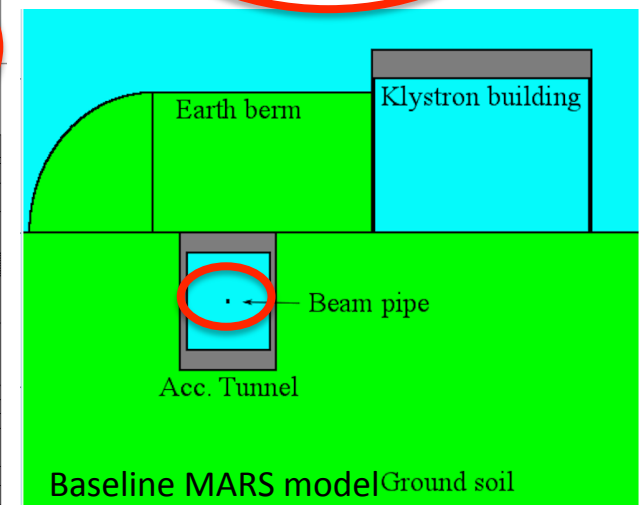 Earth berm
Klystron building
Beam pipe
Acc. Tunnel
Baseline MARS model Ground soil